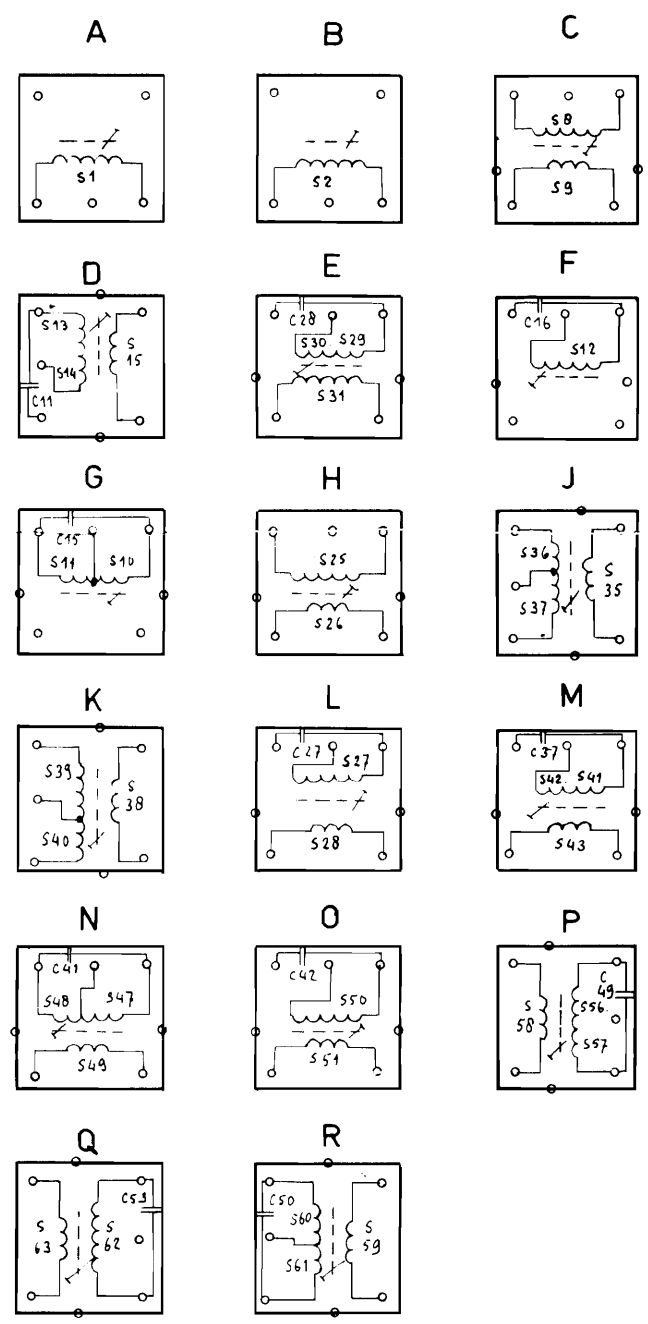 A B C
S1
S2
S8
S9
D E F
S13
S14
C11
S
15
C28
S30 S29
S31
C16
S12
G H J
C15
S11 S10
S25
S26
S36
S37
S
35
K L M
S39
S40
S
38
C27
S27
S28
C37
S42 S41
S43
N O P
C41
S48 S47
S49
C42
S50
S51
S
58
C
49
S56
S57
Q R
S
63
C53
S
62
C50
S60
S61
S
59